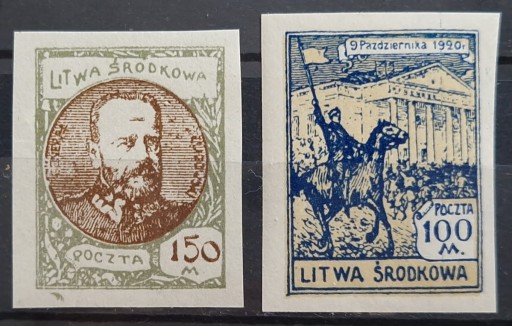 LITWA ŚRODKOWA
POCZTA
150
M
9 Października 1920 r.
POCZTA
100
M.
LITWA ŚRODKOWA